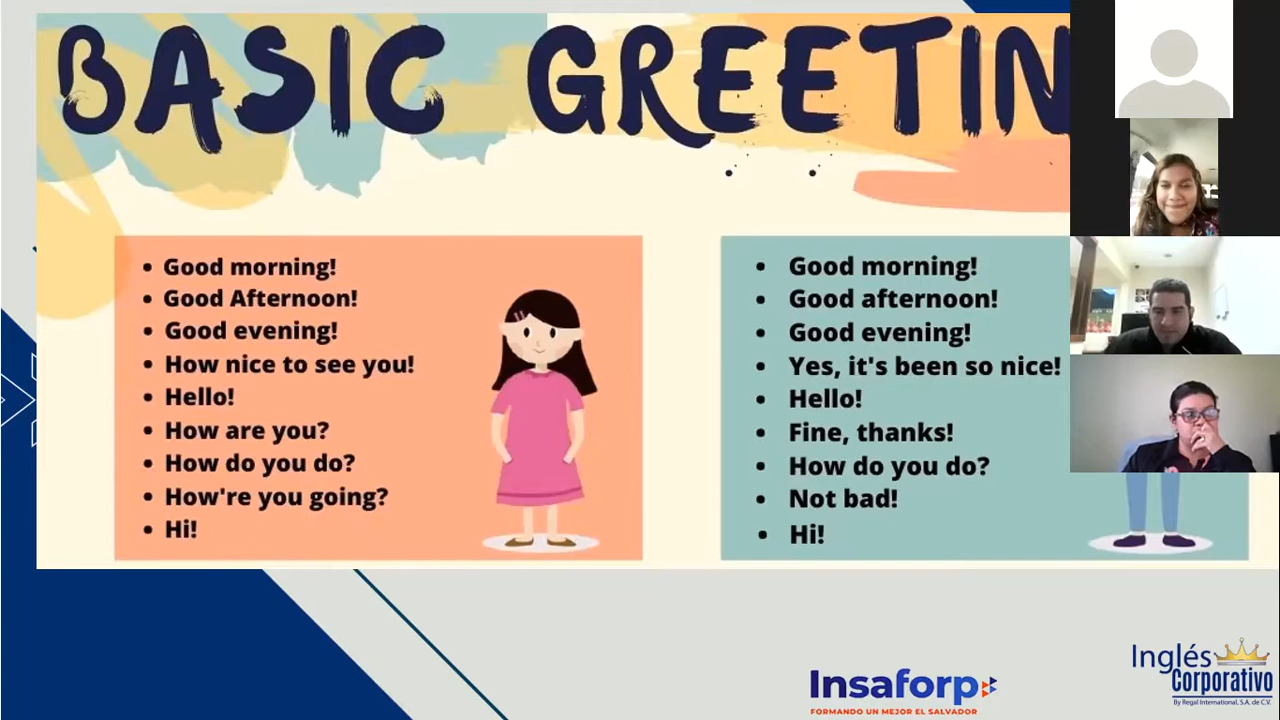 BASIC GREETIN
• Good morning!
• Good Afternoon!
• Good evening!
• How nice to see you!
• Hello!
• How are you?
• How do you do?
• How're you going?
• Hi!
• Good morning!
• Good afternoon!
• Good evening!
• Yes, it's been so nice!
• Hello!
• Fine, thanks!
• How do you do?
• Not bad!
• Hi!
Insaforp
FORMANDO UN MEJOR EL SALVADOR
Inglés
Corporativo
By Regal International, S.A. de C.V.